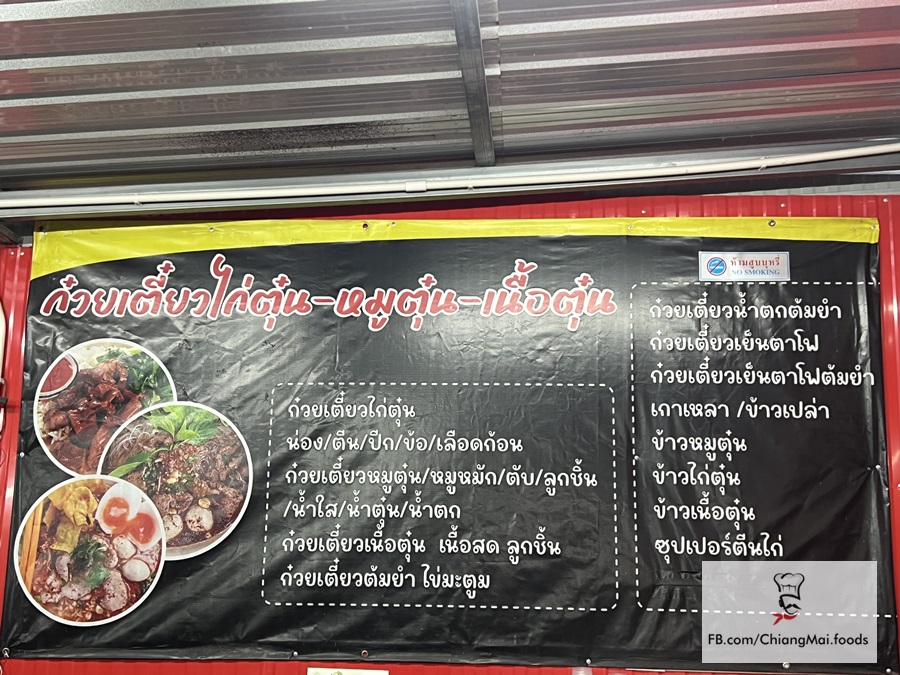 ก๋วยเตี๋ยวไก่ตุ๋น-หมูตุ๋น-เนื้อตุ๋น
ห้ามสูบบุหรี่
NO SMOKING
ก๋วยเตี๋ยวไก่ตุ๋น
น่อง/ตีน/ปีก/ข้อ/เลือดก้อน
ก๋วยเตี๋ยวหมูตุ๋น/หมูหมัก/ตับ/ลูกชิ้น
/น้ำใส/น้ำตุ๋น/น้ำตก
ก๋วยเตี๋ยวเนื้อตุ๋น เนื้อสด ลูกชิ้น
ก๋วยเตี๋ยวต้มยำ ไข่มะตูม
ก๋วยเตี๋ยวน้ำตกต้มยำ
ก๋วยเตี๋ยวเย็นตาโฟ
ก๋วยเตี๋ยวเย็นตาโฟต้มยำ
เกาเหลา /ข้าวเปล่า
ข้าวหมูตุ๋น
ข้าวไก่ตุ๋น
ข้าวเนื้อตุ๋น
ซุปเปอร์ตีนไก่
FB.com/ChiangMai.foods